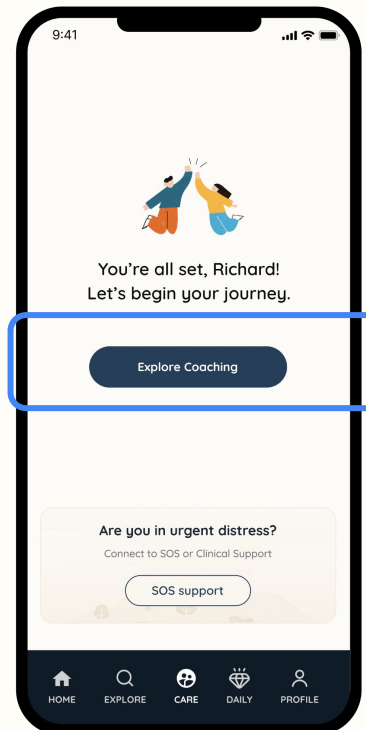 9:41
You’re all set, Richard!
Let’s begin your journey.
Explore Coaching
Are you in urgent distress?
Connect to SOS or Clinical Support
SOS support
HOME EXPLORE CARE DAILY PROFILE